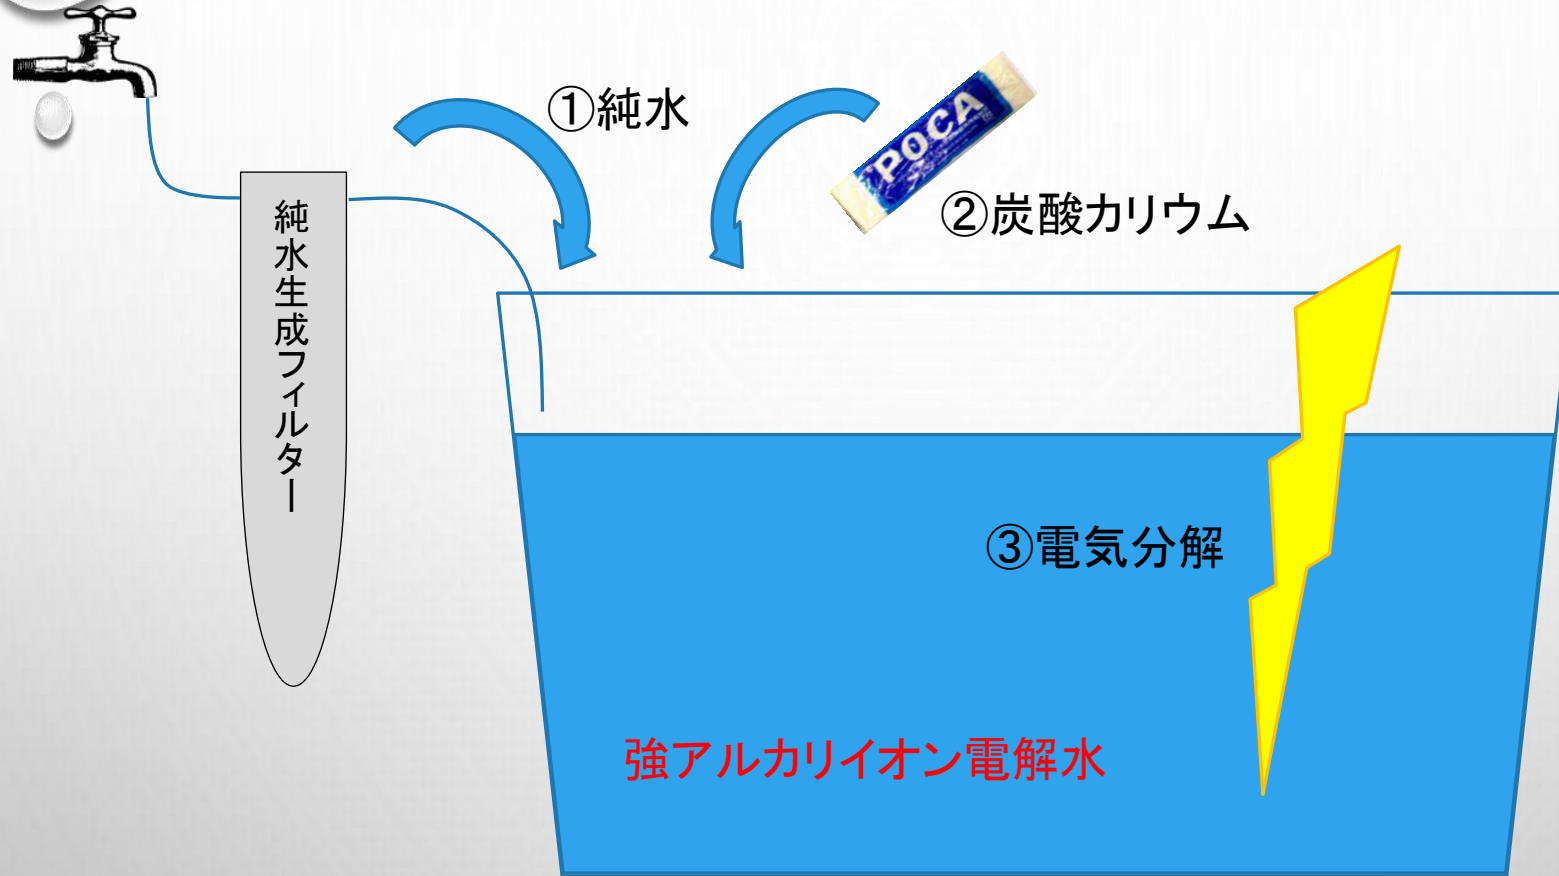 ①純水
POCA
②炭酸カリウム
純水生成フィルター
③電気分解
強アルカリイオン電解水